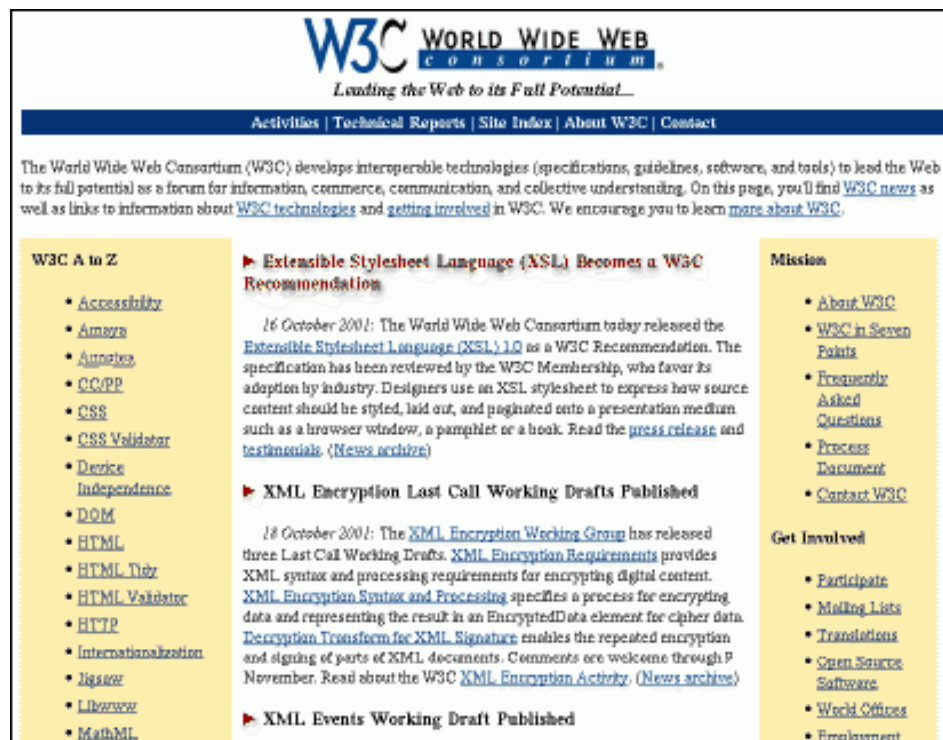 W3C WORLD WIDE WEB
consortium
Leading the Web to its Full Potential...
Activities | Technical Reports | Site Index | About W3C | Contact
The World Wide Web Consortium (W3C) develops interoperable technologies (specifications, guidelines, software, and tools) to lead the Web
to its full potential as a forum for information, commerce, communication, and collective understanding. On this page, you'll find W3C news as
well as links to information about W3C technologies and getting involved in W3C. We encourage you to learn more about W3C.
W3C A to Z
• Accessibility
• Amaya
• Annotea
• CC/PP
• CSS
• CSS Validator
• Device
Independence
• DOM
• HTML
• HTML Tidy
• HTML Validator
• HTTP
• Internationalization
• Jigsaw
• Libwww
• MathML
Extensible Stylesheet Language (XSL) Becomes a W3C
Recommendation
16 October 2001: The World Wide Web Consortium today released the
Extensible Stylesheet Language (XSL) 1.0 as a W3C Recommendation. The
specification has been reviewed by the W3C Membership, who favor its
adoption by industry. Designers use an XSL stylesheet to express how source
content should be styled, laid out, and paginated onto a presentation medium
such as a browser window, a pamphlet or a book. Read the press release and
testimonials. (News archive)
XML Encryption Last Call Working Drafts Published
18 October 2001: The XML Encryption Working Group has released
three Last Call Working Drafts. XML Encryption Requirements provides
XML syntax and processing requirements for encrypting digital content.
XML Encryption Syntax and Processing specifies a process for encrypting
data and representing the result in an EncryptedData element for cipher data.
Decryption Transform for XML Signature enables the repeated encryption
and signing of parts of XML documents. Comments are welcome through 9
November. Read about the W3C XML Encryption Activity. (News archive)
XML Events Working Draft Published
Mission
• About W3C
• W3C in Seven
Points
• Frequently
Asked
Questions
• Process
Document
• Contact W3C
Get Involved
• Participate
• Mailing Lists
• Translations
• Open Source
Software
• World Offices
• Employment